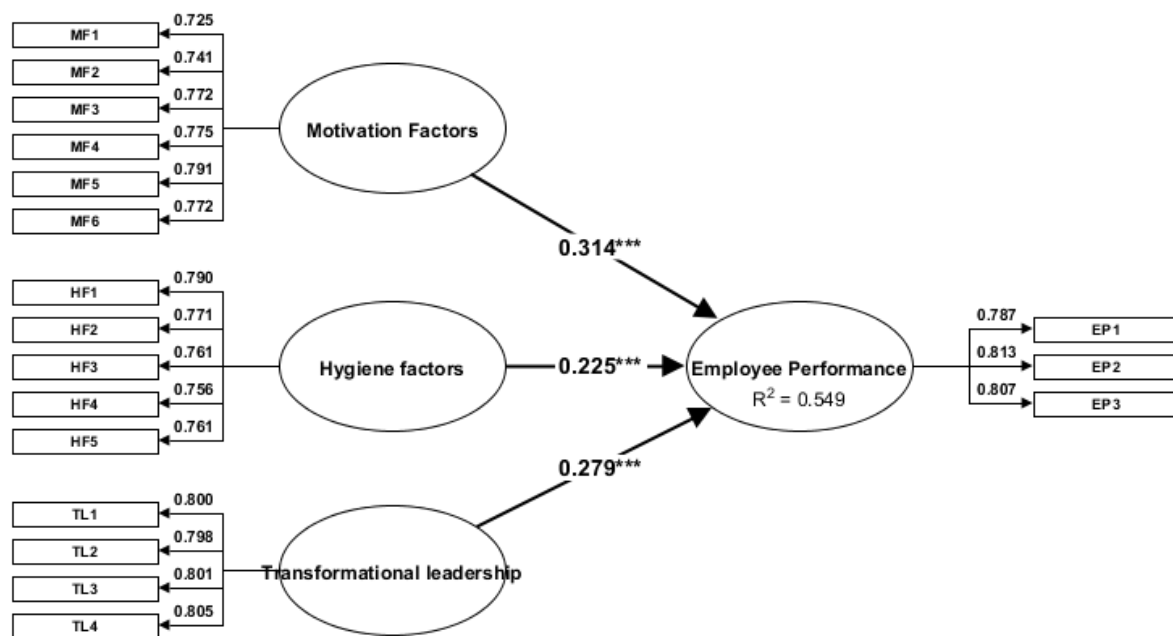 0.725
MF1
0.741
MF2
0.772
MF3
0.775
MF4
0.791
MF5
0.772
MF6
Motivation Factors
0.314***
0.790
HF1
0.771
HF2
0.761
HF3
0.756
HF4
0.761
HF5
Hygiene factors
0.225***
Employee Performance
R² = 0.549
0.787
EP1
0.813
EP2
0.807
EP3
0.279***
0.800
TL1
0.798
TL2
0.801
TL3
0.805
TL4
Transformational leadership